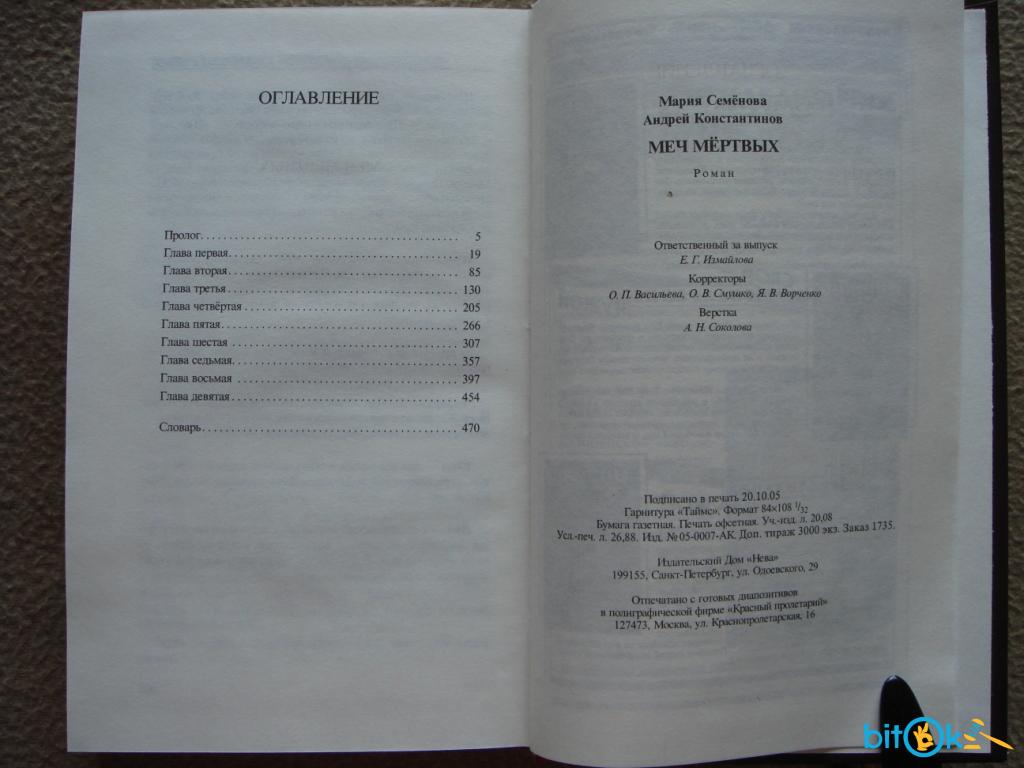 ОГЛАВЛЕНИЕ
Пролог. . . . . . . . . . . . . . . . . . . . . . . . . . . . . . . . . . . . . . . . 5
Глава первая. . . . . . . . . . . . . . . . . . . . . . . . . . . . . . . . . . . 19
Глава вторая. . . . . . . . . . . . . . . . . . . . . . . . . . . . . . . . . . . 85
Глава третья . . . . . . . . . . . . . . . . . . . . . . . . . . . . . . . . . . . 130
Глава четвёртая . . . . . . . . . . . . . . . . . . . . . . . . . . . . . . . . 205
Глава пятая. . . . . . . . . . . . . . . . . . . . . . . . . . . . . . . . . . . . 266
Глава шестая . . . . . . . . . . . . . . . . . . . . . . . . . . . . . . . . . . 307
Глава седьмая. . . . . . . . . . . . . . . . . . . . . . . . . . . . . . . . . . 357
Глава восьмая . . . . . . . . . . . . . . . . . . . . . . . . . . . . . . . . . 397
Глава девятая. . . . . . . . . . . . . . . . . . . . . . . . . . . . . . . . . . 454
Словарь. . . . . . . . . . . . . . . . . . . . . . . . . . . . . . . . . . . . . . . 470
Мария Семёнова
Андрей Константинов
МЕЧ МЁРТВЫХ
Роман
Ответственный за выпуск
Е. Г. Измайлова
Корректоры
О. П. Васильева, О. В. Смушко, Я. В. Ворченко
Верстка
А. Н. Соколова
Подписано в печать 20.10.05
Гарнитура «Таймс». Формат 84×108 1/32
Бумага газетная. Печать офсетная. Уч.-изд. л. 20,08
Усл.-печ. л. 26,88. Изд. № 05-0007-АК. Доп. тираж 3000 экз. Заказ 1735.
Издательский Дом «Нева»
199155, Санкт-Петербург, ул. Одоевского, 29
Отпечатано с готовых диапозитивов
в полиграфической фирме «Красный пролетарий»
127473, Москва, ул. Краснопролетарская, 16
bitOk